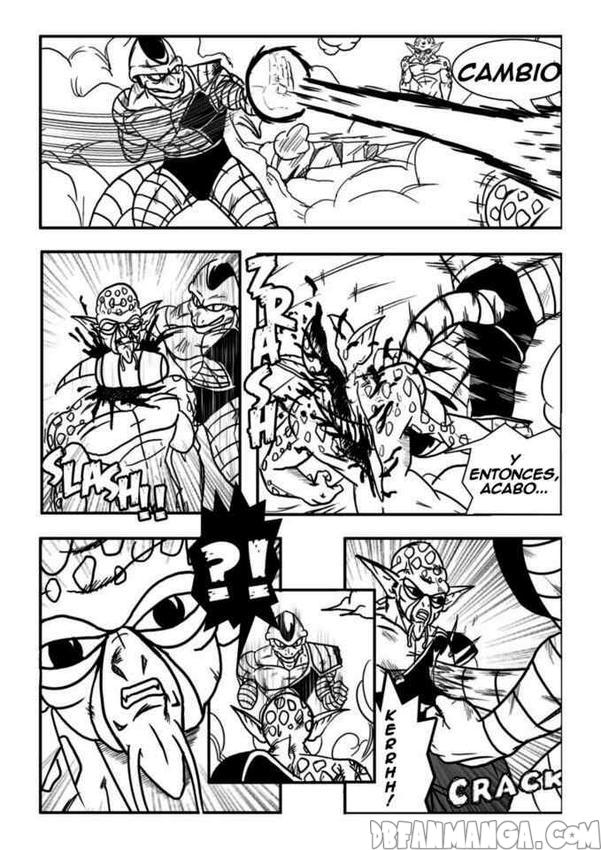 CAMBIO
SLASH!!
ZRASH
Y
ENTONCES,
ACABO...
?!
KERRHH!
CRACK
DBFANMANGA.COM